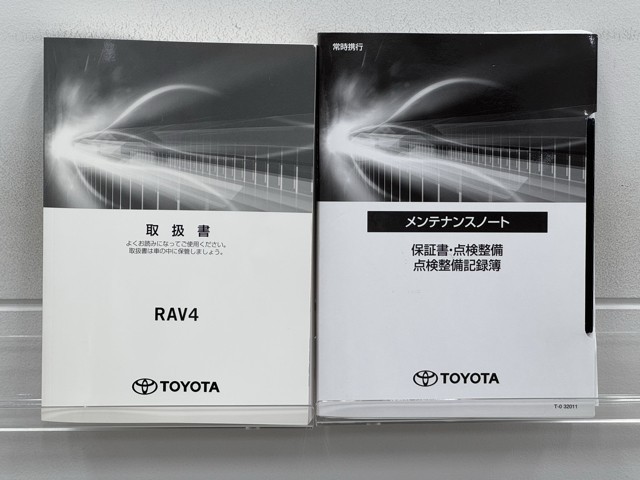 取扱書
よくお読みになってご使用ください。
取扱書は車の中に保管しましょう。
RAV4
TOYOTA
常時携行
メンテナンスノート
保証書・点検整備
点検整備記録簿
TOYOTA
T-0 32011